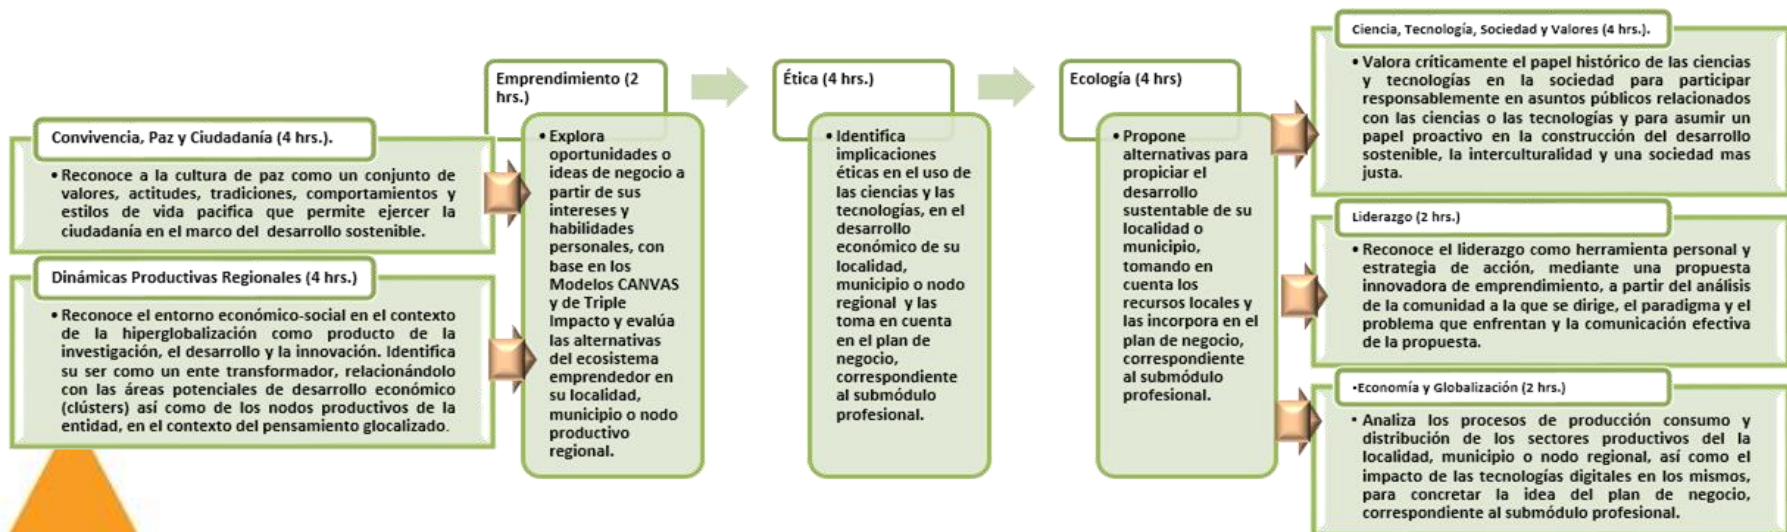 Convivencia, Paz y Ciudadanía (4 hrs.).
• Reconoce a la cultura de paz como un conjunto de
valores, actitudes, tradiciones, comportamientos y
estilos de vida pacifica que permite ejercer la
ciudadanía en el marco del desarrollo sostenible.
Dinámicas Productivas Regionales (4 hrs.)
• Reconoce el entorno económico-social en el contexto
de la hiperglobalización como producto de la
investigación, el desarrollo y la innovación. Identifica
su ser como un ente transformador, relacionándolo
con las áreas potenciales de desarrollo económico
(clústers) así como de los nodos productivos de la
entidad, en el contexto del pensamiento glocalizado.
Emprendimiento (2
hrs.)
• Explora
oportunidades o
ideas de negocio a
partir de sus
intereses y
habilidades
personales, con
base en los
Modelos CANVAS
y de Triple
Impacto y evalúa
las alternativas
del ecosistema
emprendedor en
su localidad,
municipio o nodo
productivo
regional.
Ética (4 hrs.)
• Identifica
implicaciones
éticas en el uso de
las ciencias y las
tecnologías, en el
desarrollo
económico de su
localidad,
municipio o nodo
regional y las
toma en cuenta
en el plan de
negocio,
correspondiente
al submódulo
profesional.
Ecología (4 hrs)
• Propone
alternativas para
propiciar el
desarrollo
sustentable de su
localidad o
municipio,
tomando en
cuenta los
recursos locales y
las incorpora en el
plan de negocio,
correspondiente
al submódulo
profesional.
Ciencia, Tecnología, Sociedad y Valores (4 hrs.).
• Valora críticamente el papel histórico de las ciencias
y tecnologías en la sociedad para participar
responsablemente en asuntos públicos relacionados
con las ciencias o las tecnologías y para asumir un
papel proactivo en la construcción del desarrollo
sostenible, la interculturalidad y una sociedad mas
justa.
Liderazgo (2 hrs.)
• Reconoce el liderazgo como herramienta personal y
estrategia de acción, mediante una propuesta
innovadora de emprendimiento, a partir del análisis
de la comunidad a la que se dirige, el paradigma y el
problema que enfrentan y la comunicación efectiva
de la propuesta.
•Economía y Globalización (2 hrs.)
• Analiza los procesos de producción consumo y
distribución de los sectores productivos del la
localidad, municipio o nodo regional, así como el
impacto de las tecnologías digitales en los mismos,
para concretar la idea del plan de negocio,
correspondiente al submódulo profesional.